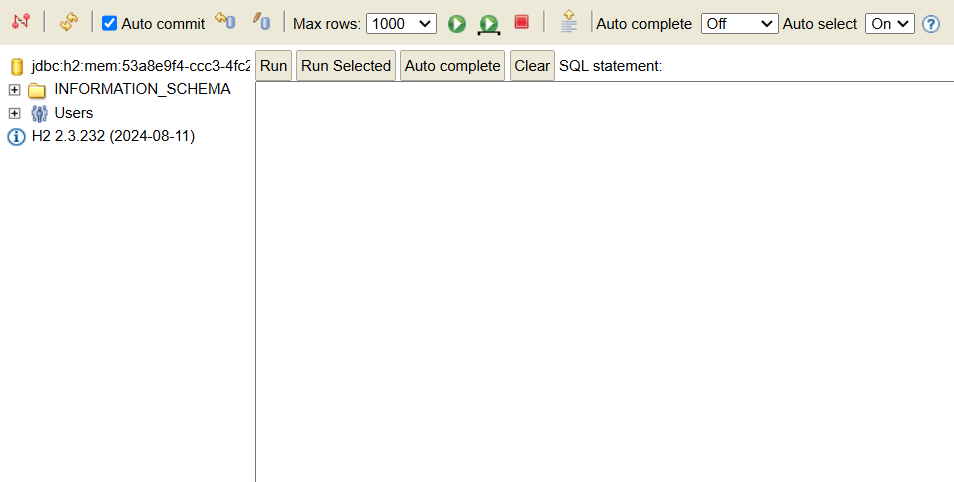 Auto commit Max rows: 1000 Auto complete Off Auto select On
jdbc:h2:mem:53a8e9f4-ccc3-4fc2
Run Run Selected Auto complete Clear SQL statement:
INFORMATION_SCHEMA
Users
H2 2.3.232 (2024-08-11)